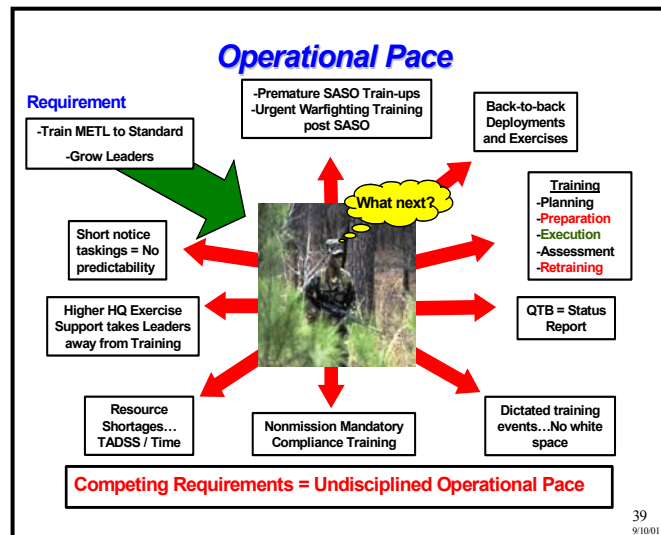 Operational Pace
Requirement
-Train METL to Standard
-Grow Leaders
-Premature SASO Train-ups
-Urgent Warfighting Training
post SASO
Back-to-back
Deployments
and Exercises
What next?
Training
-Planning
-Preparation
-Execution
-Assessment
-Retraining
Short notice
taskings = No
predictability
Higher HQ Exercise
Support takes Leaders
away from Training
QTB = Status
Report
Resource
Shortages…
TADSS / Time
Nonmission Mandatory
Compliance Training
Dictated training
events…No white
space
Competing Requirements = Undisciplined Operational Pace
39
9/10/01